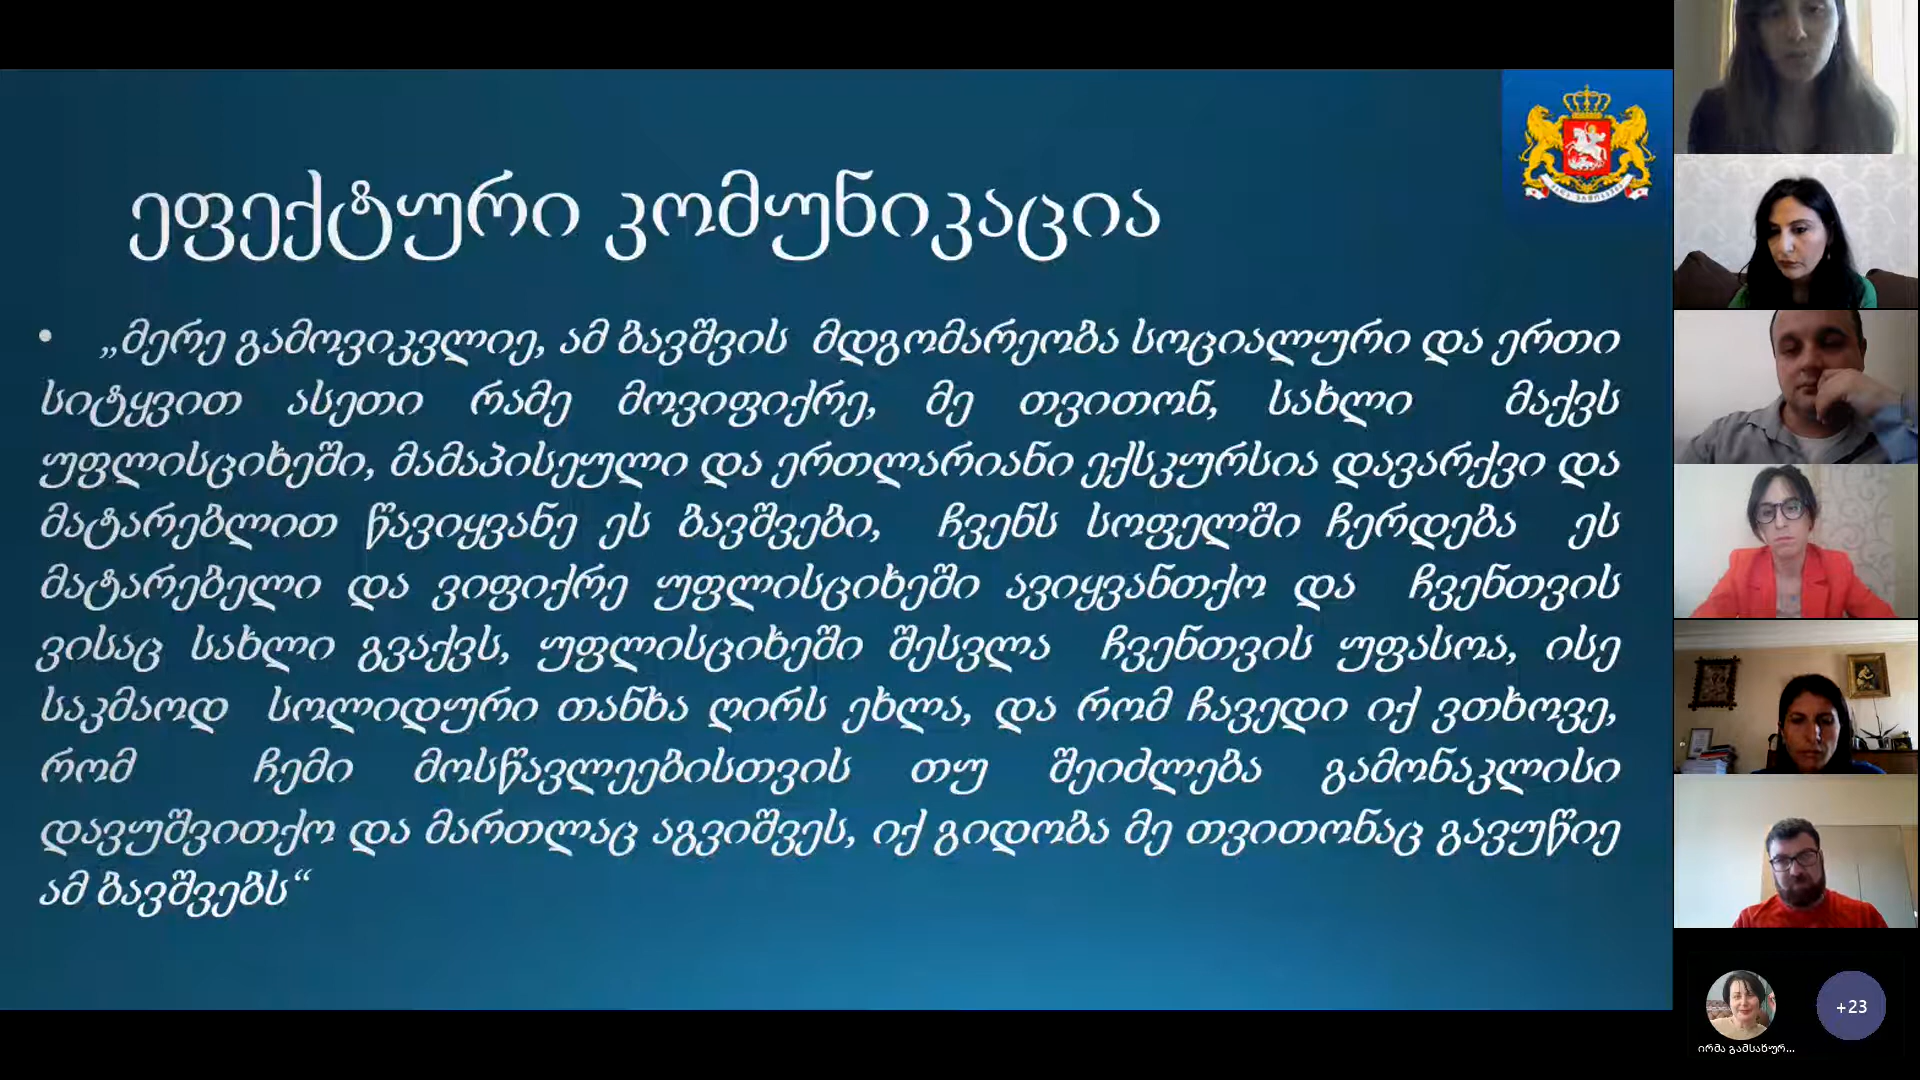 ეფექტური კომუნიკაცია
• „მერე გამოვიკვლიე, ამ ბავშვის მდგომარეობა სოციალური და ერთი
სიტყვით ასეთი რამე მოვიფიქრე, მე თვითონ, სახლი მაქვს
უფლისციხეში, მამაპისეული და ერთლარიანი ექსკურსია დავარქვი და
მატარებლით წავიყვანე ეს ბავშვები, ჩვენს სოფელში ჩერდება ეს
მატარებელი და ვიფიქრე უფლისციხეში ავიყვანთქო და ჩვენთვის
ვისაც სახლი გვაქვს, უფლისციხეში შესვლა ჩვენთვის უფასოა, ისე
საკმაოდ სოლიდური თანხა ღირს ეხლა, და რომ ჩავედი იქ ვთხოვე,
რომ ჩემი მოსწავლეებისთვის თუ შეიძლება გამონაკლისი
დავუშვითქო და მართლაც აგვიშვეს, იქ გიდობა მე თვითონაც გავუწიე
ამ ბავშვებს“
+23
ირმა გამსახურ...